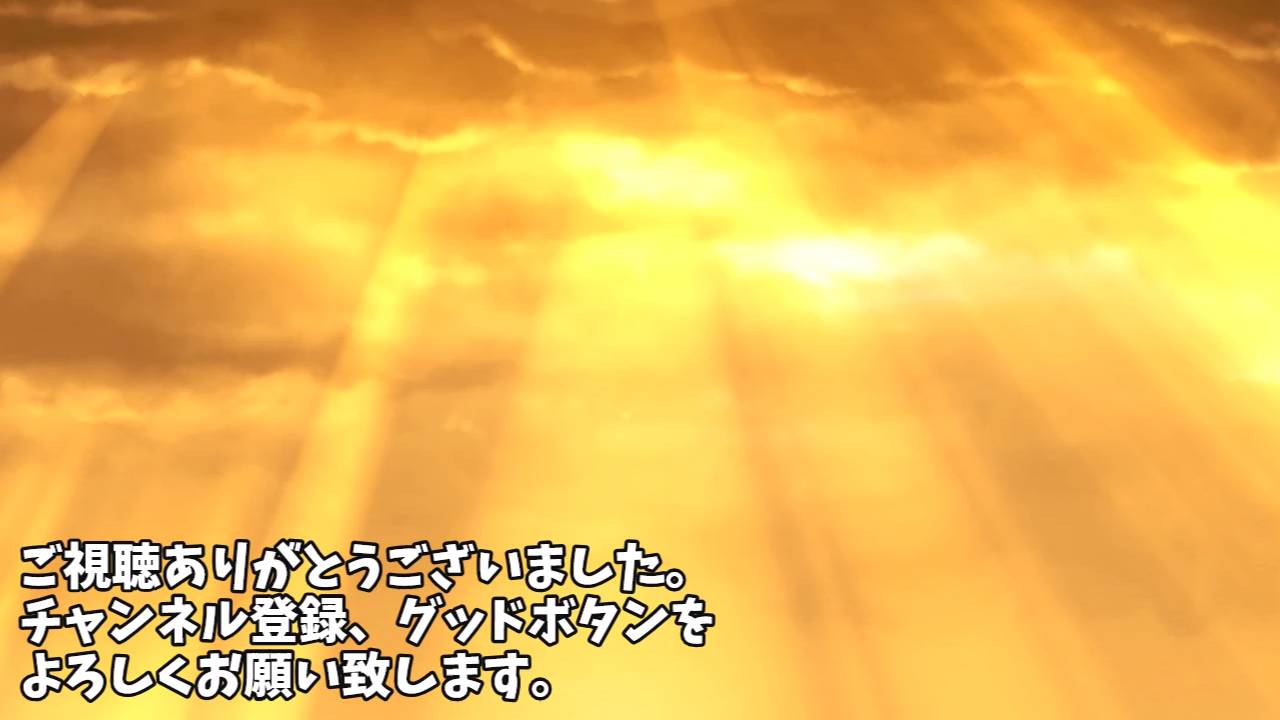 ご視聴ありがとうございました。
チャンネル登録、グッドボタンを
よろしくお願い致します。